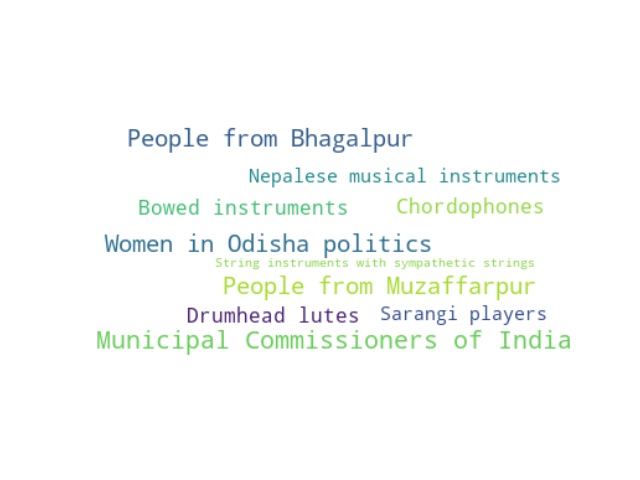 People from Bhagalpur
Nepalese musical instruments
Bowed instruments
Chordophones
Women in Odisha politics
String instruments with sympathetic strings
People from Muzaffarpur
Drumhead lutes
Sarangi players
Municipal Commissioners of India